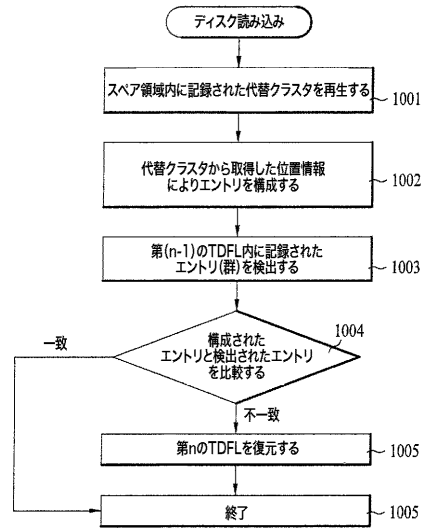 ディスク読み込み
スペア領域内に記録された代替クラスタを再生する
1001
代替クラスタから取得した位置情報
によりエントリを構成する
1002
第(n-1)のTDFL内に記録された
エントリ(群)を検出する
1003
1004
構成された
エントリと検出されたエントリ
を比較する
一致
不一致
第nのTDFLを復元する
1005
終了
1005